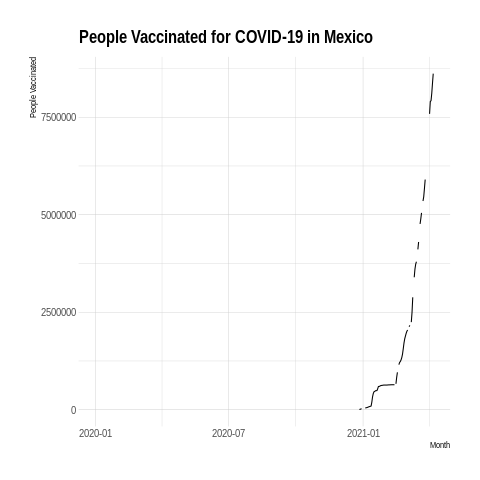 People Vaccinated for COVID-19 in Mexico
People Vaccinated
7500000
5000000
2500000
0
2020-01
2020-07
2021-01
Month